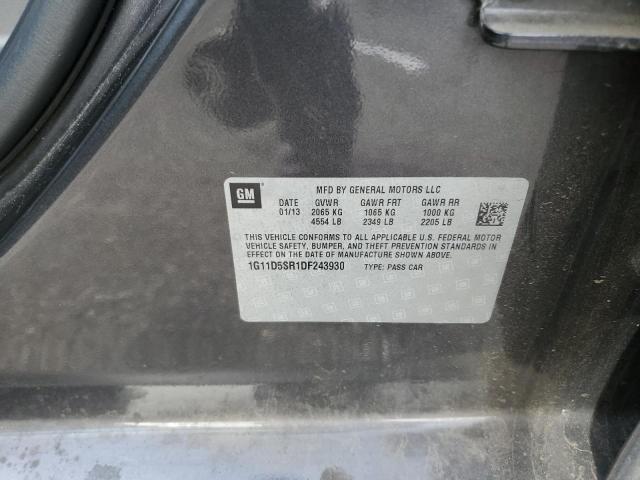 GM
MFD BY GENERAL MOTORS LLC
DATE GVWR GAWR FRT GAWR RR
01/13 2065 KG 1065 KG 1000 KG
4554 LB 2349 LB 2205 LB
THIS VEHICLE CONFORMS TO ALL APPLICABLE U.S. FEDERAL MOTOR
VEHICLE SAFETY, BUMPER, AND THEFT PREVENTION STANDARDS IN
EFFECT ON THE DATE OF MANUFACTURE SHOWN ABOVE.
1G11D5SR1DF243930 TYPE: PASS CAR